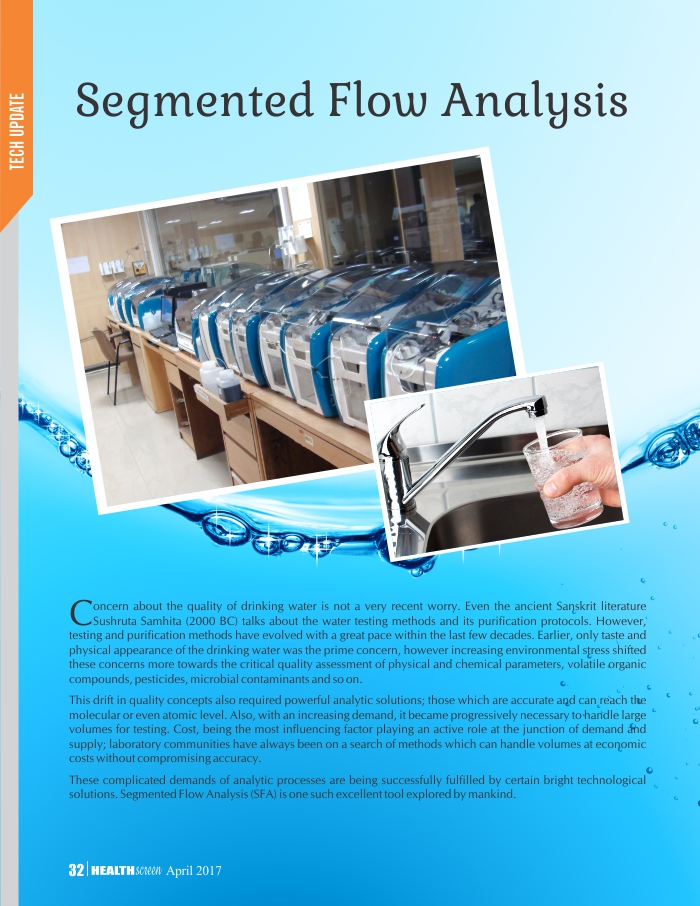 TECH UPDATE
Segmented Flow Analysis
Concern about the quality of drinking water is not a very recent worry. Even the ancient Sanskrit literature
Sushruta Samhita (2000 BC) talks about the water testing methods and its purification protocols. However,
testing and purification methods have evolved with a great pace within the last few decades. Earlier, only taste and
physical appearance of the drinking water was the prime concern, however increasing environmental stress shifted
these concerns more towards the critical quality assessment of physical and chemical parameters, volatile organic
compounds, pesticides, microbial contaminants and so on.
This drift in quality concepts also required powerful analytic solutions; those which are accurate and can reach the
molecular or even atomic level. Also, with an increasing demand, it became progressively necessary to handle large
volumes for testing. Cost, being the most influencing factor playing an active role at the junction of demand and
supply; laboratory communities have always been on a search of methods which can handle volumes at economic
costs without compromising accuracy.
These complicated demands of analytic processes are being successfully fulfilled by certain bright technological
solutions. Segmented Flow Analysis (SFA) is one such excellent tool explored by mankind.
32 HEALTHscreen April 2017